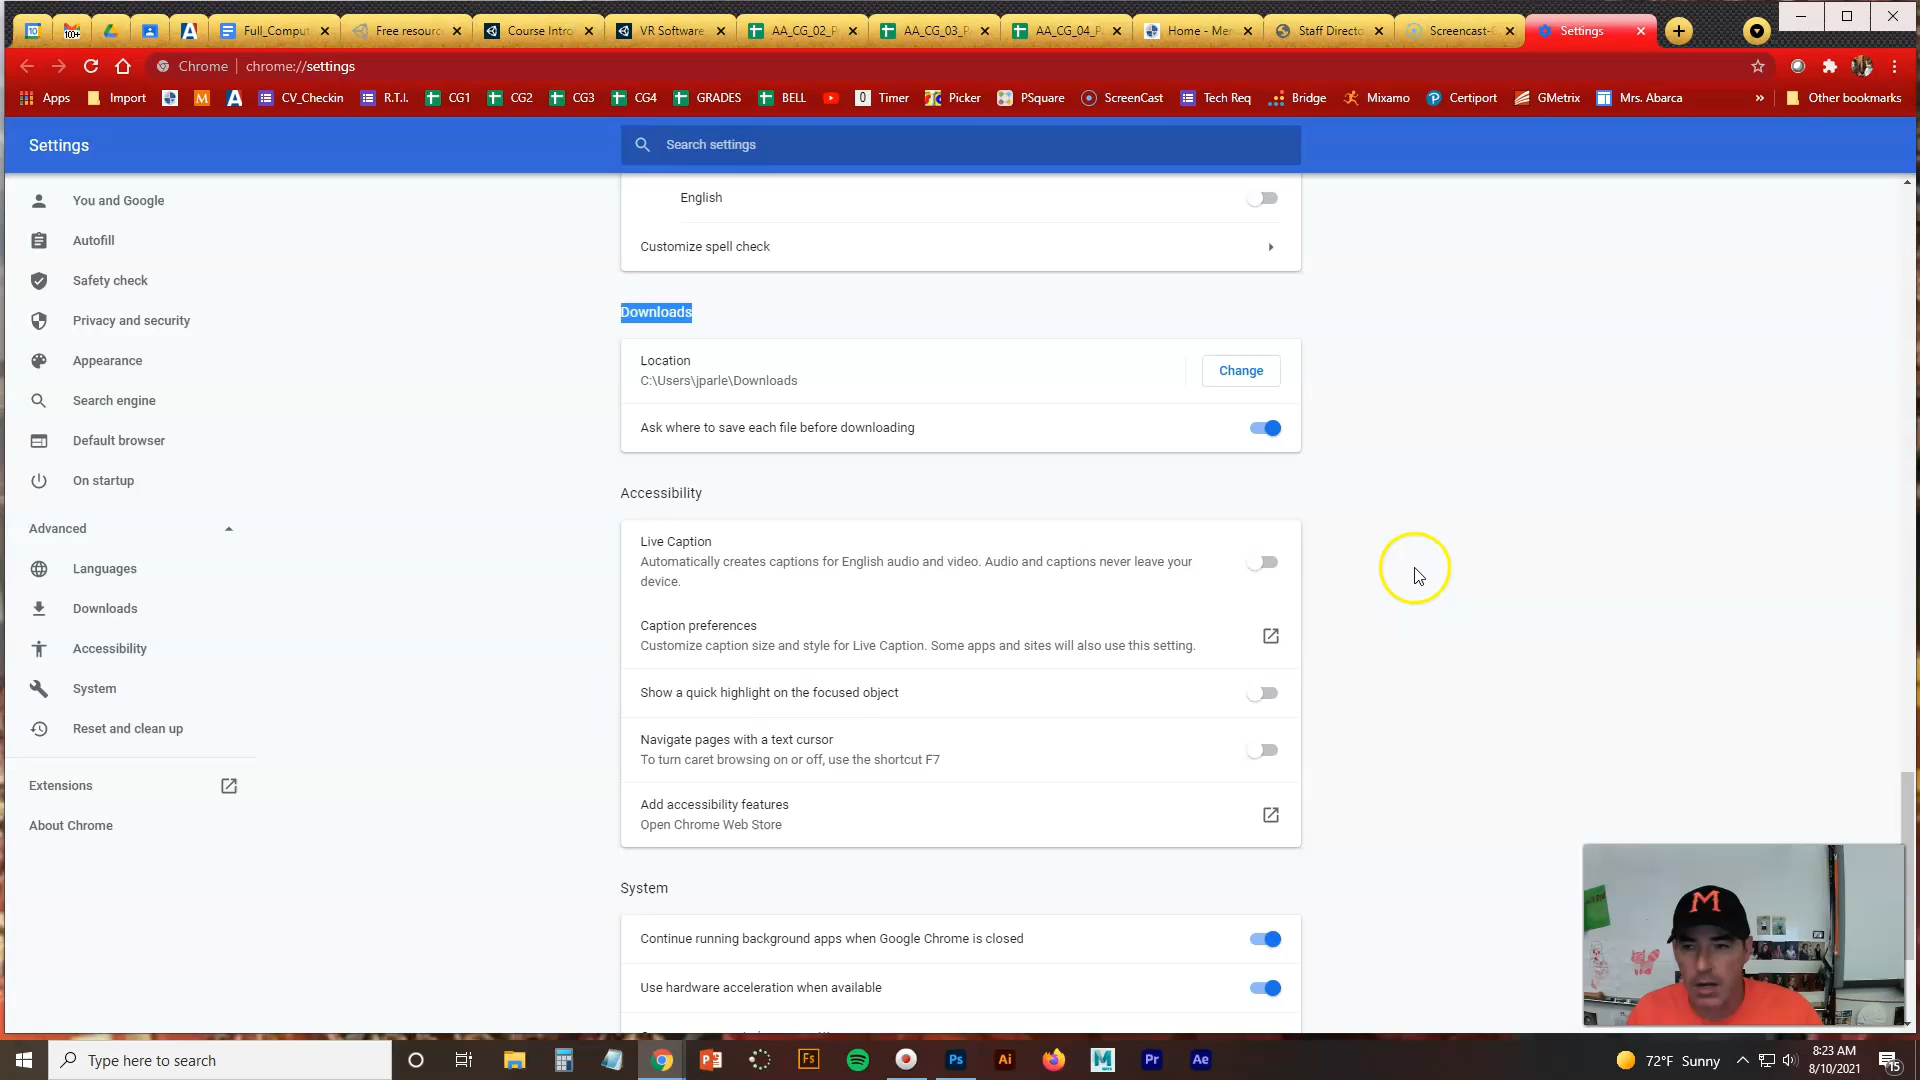 10
100+
Full_Comput
Free resourc
Course Intro
VR Software
AA_CG_02_P
AA_CG_03_P
AA_CG_04_P
Home - Mer
Staff Directo
Screencast-O
Settings
Chrome | chrome://settings
Apps
Import
CV_Checkin
R.T.I.
CG1
CG2
CG3
CG4
GRADES
BELL
Timer
Picker
PSquare
ScreenCast
Tech Req
Bridge
Mixamo
Certiport
GMetrix
Mrs. Abarca
»
Other bookmarks
Settings
Search settings
You and Google
Autofill
Safety check
Privacy and security
Appearance
Search engine
Default browser
On startup
Advanced
Languages
Downloads
Accessibility
System
Reset and clean up
Extensions
About Chrome
English
Customize spell check
Downloads
Location
C:\Users\jparle\Downloads
Change
Ask where to save each file before downloading
Accessibility
Live Caption
Automatically creates captions for English audio and video. Audio and captions never leave your
device.
Caption preferences
Customize caption size and style for Live Caption. Some apps and sites will also use this setting.
Show a quick highlight on the focused object
Navigate pages with a text cursor
To turn caret browsing on or off, use the shortcut F7
Add accessibility features
Open Chrome Web Store
System
Continue running background apps when Google Chrome is closed
Use hardware acceleration when available
M
Type here to search
Fs
Ps
Ai
M
Pr
Ae
72°F Sunny
8:23 AM
8/10/2021
15